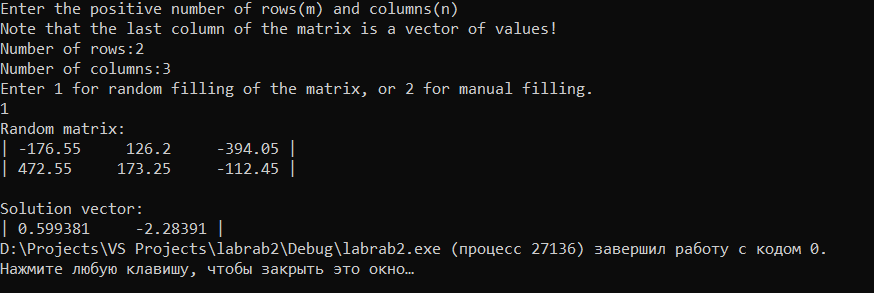 Enter the positive number of rows(m) and columns(n)
Note that the last column of the matrix is a vector of values!
Number of rows:2
Number of columns:3
Enter 1 for random filling of the matrix, or 2 for manual filling.
1
Random matrix:
| -176.55     126.2     -394.05 |
| 472.55     173.25     -112.45 |
Solution vector:
| 0.599381     -2.28391 |
D:\Projects\VS Projects\labrab2\Debug\labrab2.exe (процесс 27136) завершил работу с кодом 0.
Нажмите любую клавишу, чтобы закрыть это окно…